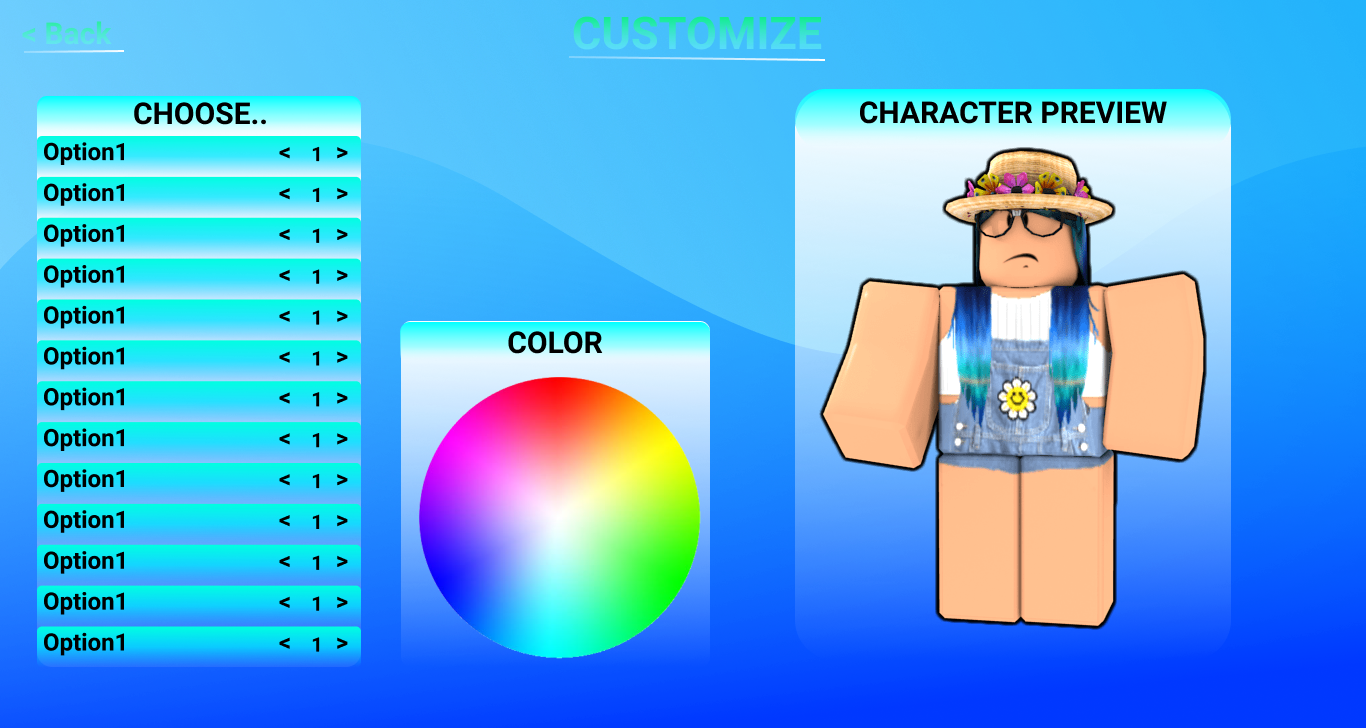 < Back
CUSTOMIZE
CHOOSE..
Option1 < 1 >
Option1 < 1 >
Option1 < 1 >
Option1 < 1 >
Option1 < 1 >
Option1 < 1 >
Option1 < 1 >
Option1 < 1 >
Option1 < 1 >
Option1 < 1 >
Option1 < 1 >
Option1 < 1 >
Option1 < 1 >
COLOR
CHARACTER PREVIEW